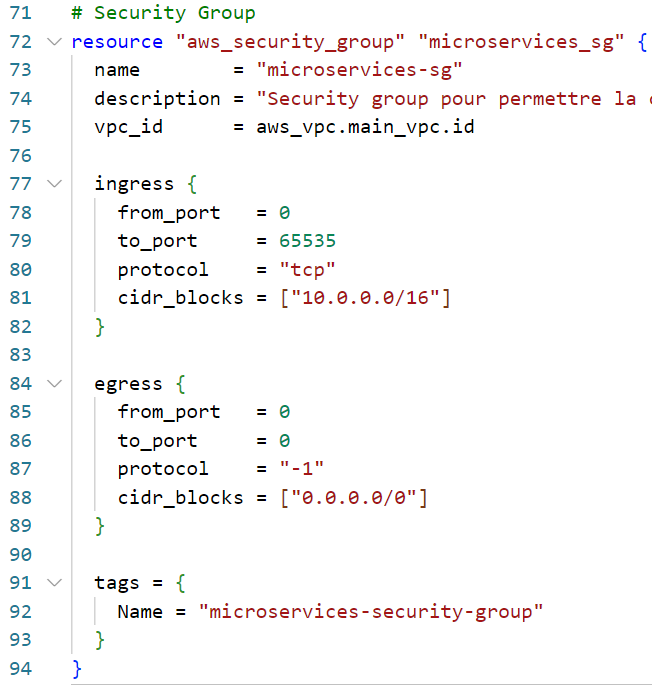 71 # Security Group
72 resource "aws_security_group" "microservices_sg" {
73   name        = "microservices-sg"
74   description = "Security group pour permettre la
75   vpc_id      = aws_vpc.main_vpc.id
76
77   ingress {
78     from_port   = 0
79     to_port     = 65535
80     protocol    = "tcp"
81     cidr_blocks = ["10.0.0.0/16"]
82   }
83
84   egress {
85     from_port   = 0
86     to_port     = 0
87     protocol    = "-1"
88     cidr_blocks = ["0.0.0.0/0"]
89   }
90
91   tags = {
92     Name = "microservices-security-group"
93   }
94 }